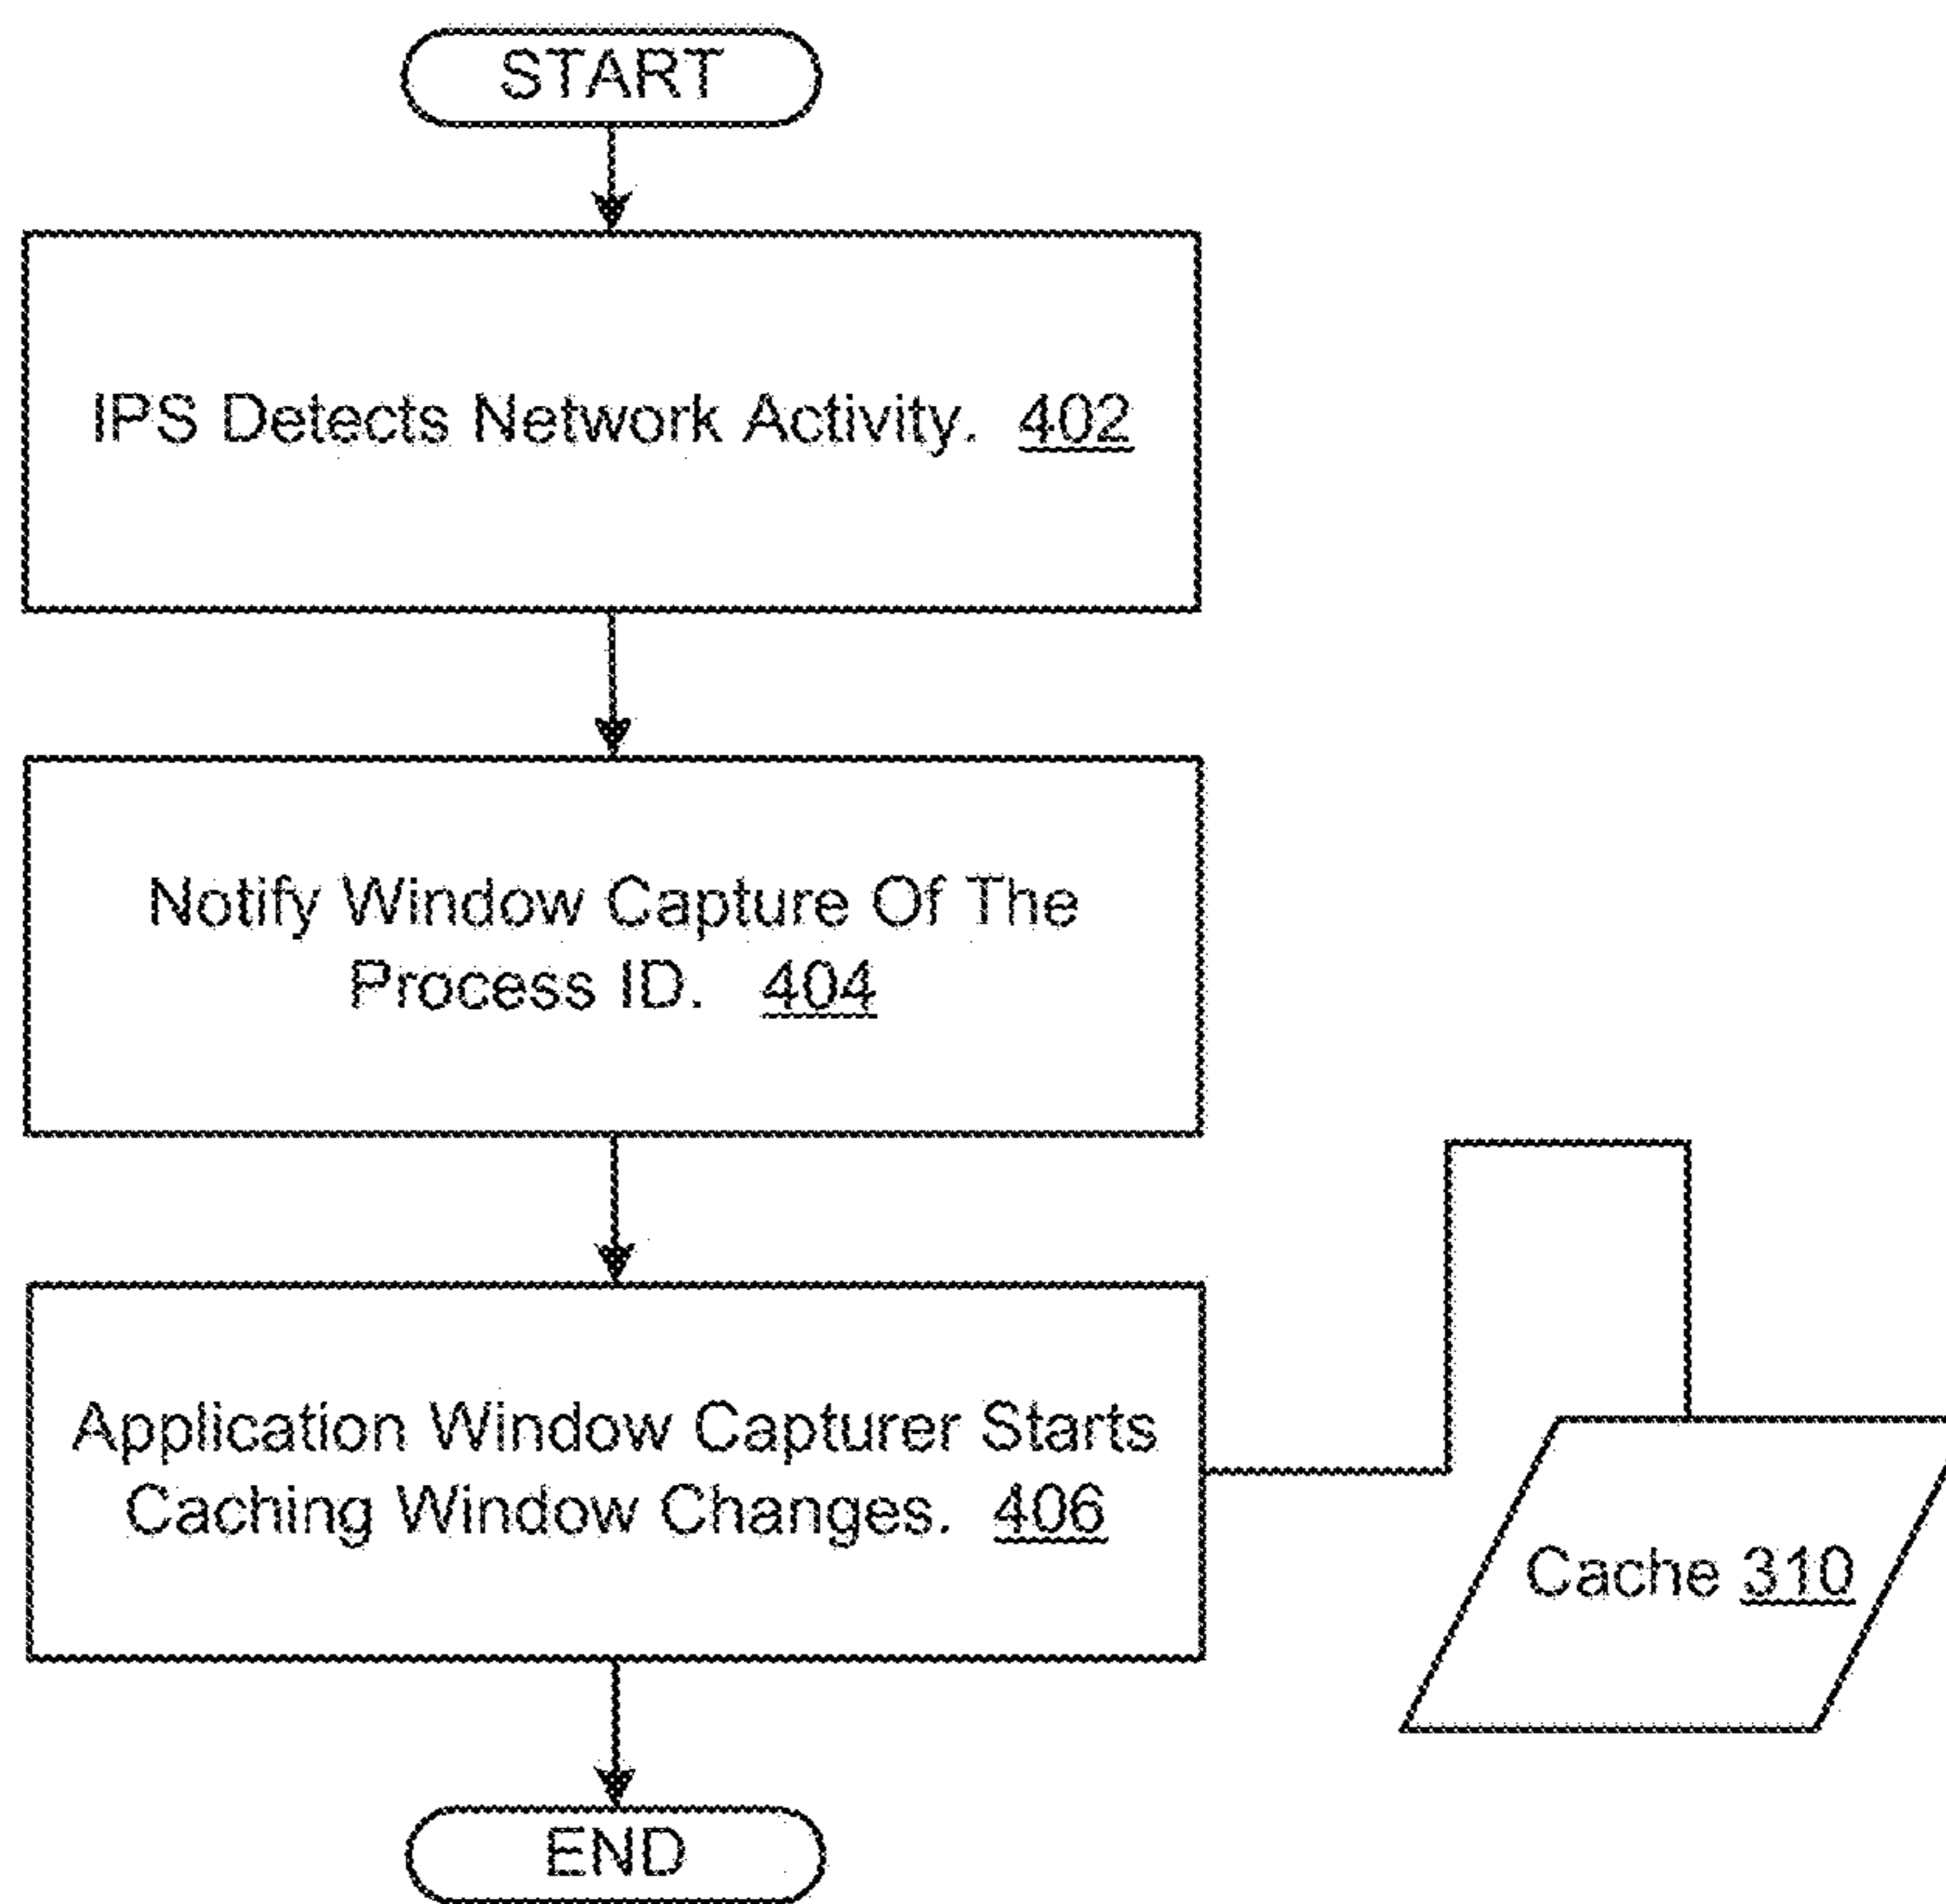 START
IPS Detects Network Activity. 402
Notify Window Capture Of The
Process ID. 404
Application Window Capturer Starts
Caching Window Changes. 406
Cache 310
END